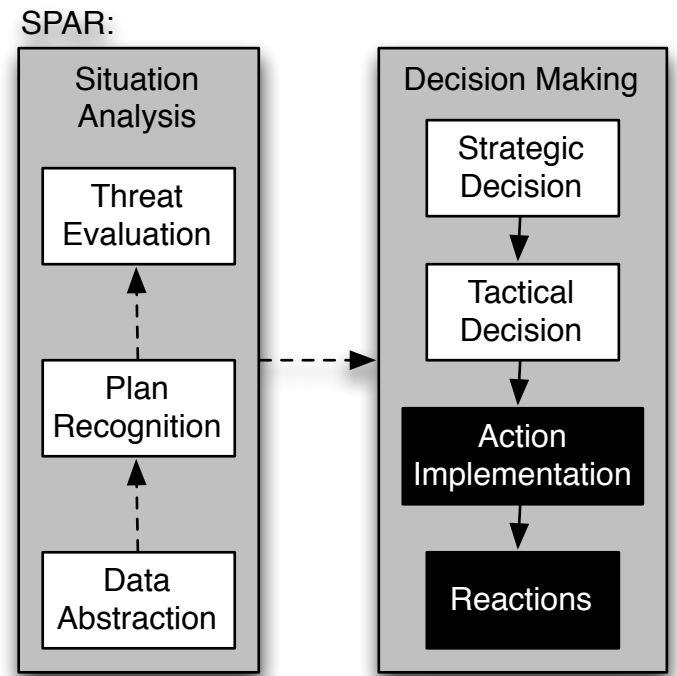 SPAR:
Situation
Analysis
Threat
Evaluation
Plan
Recognition
Data
Abstraction
Decision Making
Strategic
Decision
Tactical
Decision
Action
Implementation
Reactions